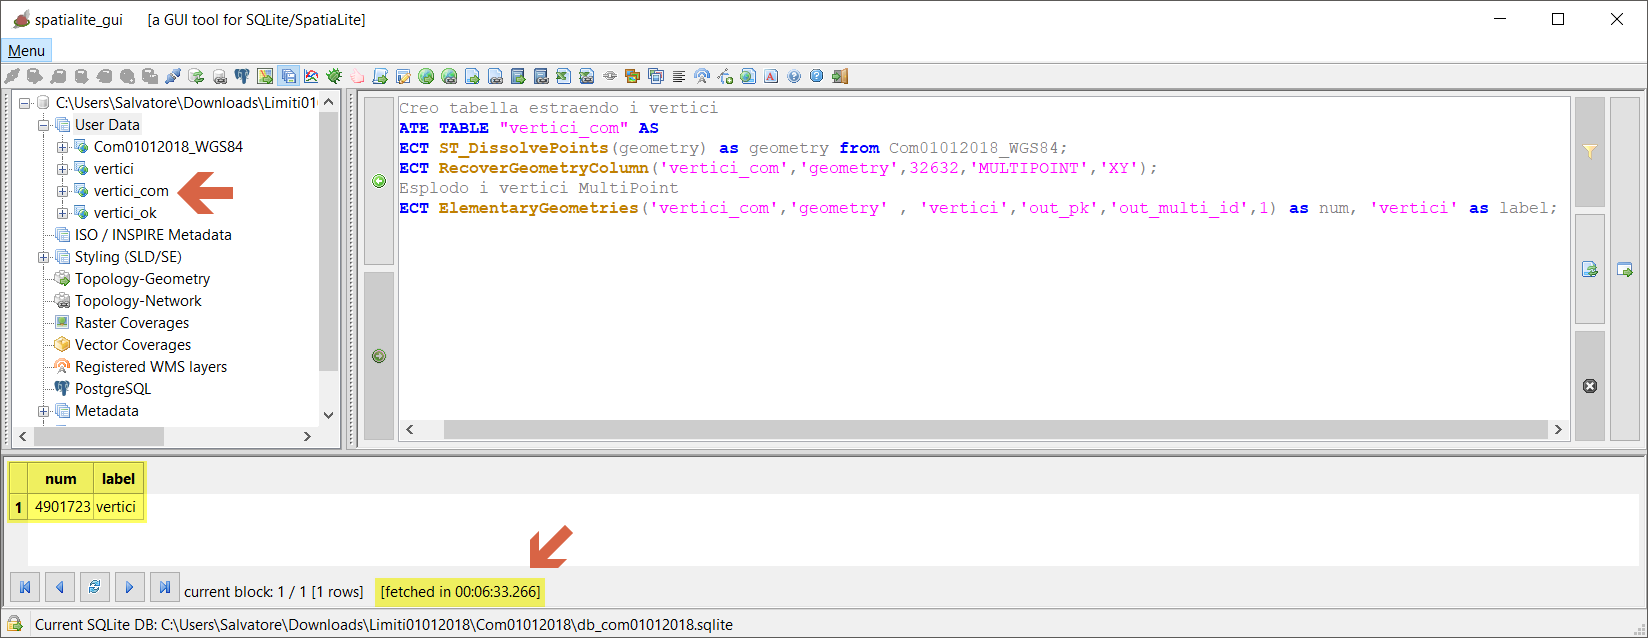 spatialite_gui [a GUI tool for SQLite/SpatiaLite]
Menu
C:\Users\Salvatore\Downloads\Limiti01
User Data
Com01012018_WGS84
vertici
vertici_com
vertici_ok
ISO / INSPIRE Metadata
Styling (SLD/SE)
Topology-Geometry
Topology-Network
Raster Coverages
Vector Coverages
Registered WMS layers
PostgreSQL
Metadata
Creo tabella estraendo i vertici
ATE TABLE "vertici_com" AS
ECT ST_DissolvePoints(geometry) as geometry from Com01012018_WGS84;
ECT RecoverGeometryColumn('vertici_com','geometry',32632,'MULTIPOINT','XY');
Esplodo i vertici MultiPoint
ECT ElementaryGeometries('vertici_com','geometry' , 'vertici','out_pk','out_multi_id',1) as num, 'vertici' as label;
num label
1 4901723 vertici
current block: 1 / 1 [1 rows] [fetched in 00:06:33.266]
Current SQLite DB: C:\Users\Salvatore\Downloads\Limiti01012018\Com01012018\db_com01012018.sqlite